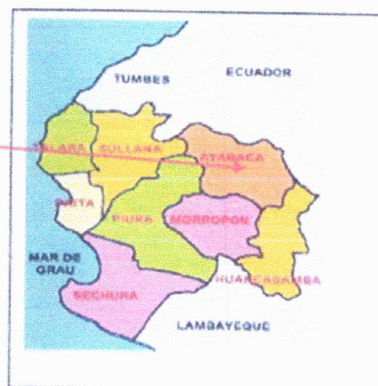 TUMBES
ECUADOR
TALARA
SULLANA
AYABACA
PAITA
PIURA
MORROPON
MAR DE
GRAU
HUANCABAMBA
SECHURA
LAMBAYEQUE